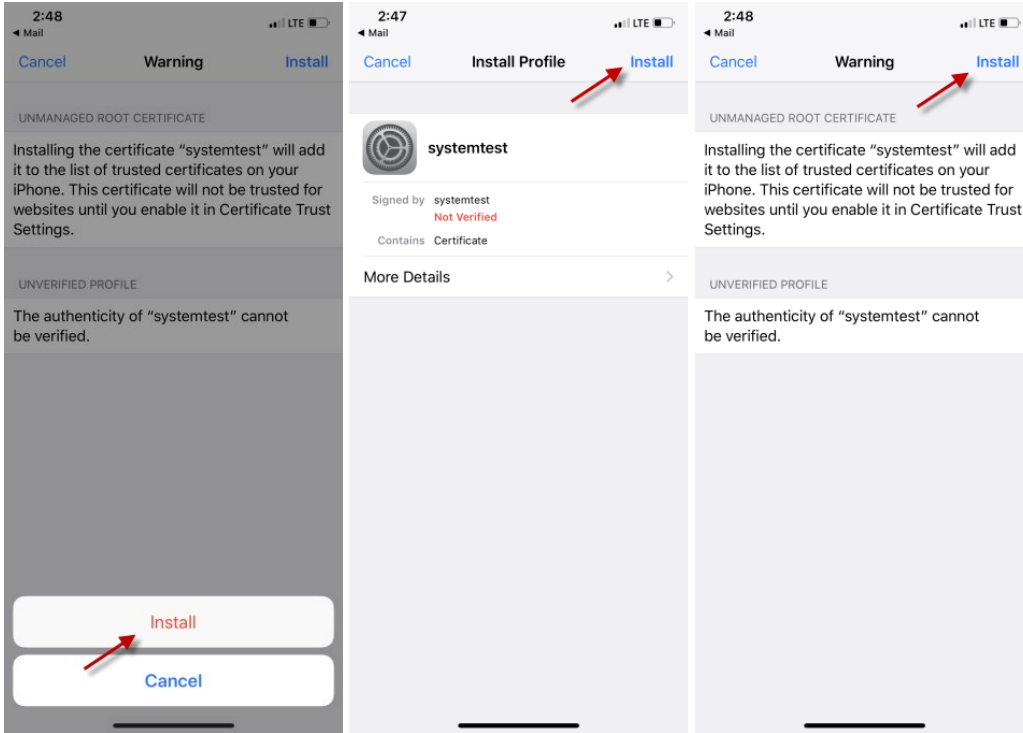 2:48
◀ Mail
LTE
Cancel
Warning
Install
UNMANAGED ROOT CERTIFICATE
Installing the certificate “systemtest” will add
it to the list of trusted certificates on your
iPhone. This certificate will not be trusted for
websites until you enable it in Certificate Trust
Settings.
UNVERIFIED PROFILE
The authenticity of “systemtest” cannot
be verified.
Install
Cancel
2:47
◀ Mail
LTE
Cancel
Install Profile
Install
systemtest
Signed by systemtest
Not Verified
Contains Certificate
More Details
2:48
◀ Mail
LTE
Cancel
Warning
Install
UNMANAGED ROOT CERTIFICATE
Installing the certificate “systemtest” will add
it to the list of trusted certificates on your
iPhone. This certificate will not be trusted for
websites until you enable it in Certificate Trust
Settings.
UNVERIFIED PROFILE
The authenticity of “systemtest” cannot
be verified.